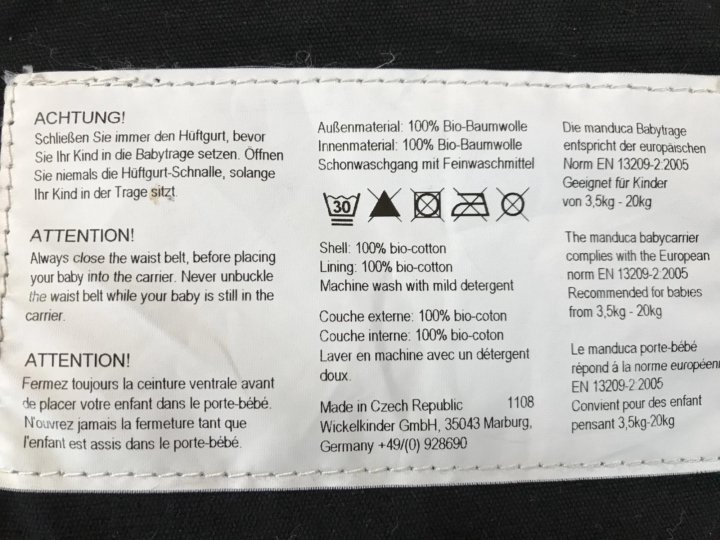 ACHTUNG!
Schließen Sie immer den Hüftgurt, bevor
Sie Ihr Kind in die Babytrage setzen. Öffnen
Sie niemals die Hüftgurt-Schnalle, solange
Ihr Kind in der Trage sitzt.
ATTENTION!
Always close the waist belt, before placing
your baby into the carrier. Never unbuckle
the waist belt while your baby is still in the
carrier.
ATTENTION!
Fermez toujours la ceinture ventrale avant
de placer votre enfant dans le porte-bébé.
N'ouvrez jamais la fermeture tant que
l'enfant est assis dans le porte-bébé.
Außenmaterial: 100% Bio-Baumwolle
Innenmaterial: 100% Bio-Baumwolle
Schonwaschgang mit Feinwaschmittel
30
Shell: 100% bio-cotton
Lining: 100% bio-cotton
Machine wash with mild detergent
Couche externe: 100% bio-coton
Couche interne: 100% bio-coton
Laver en machine avec un détergent
doux.
Made in Czech Republic 1108
Wickelkinder GmbH, 35043 Marburg,
Germany +49/(0) 928690
Die manduca Babytrage
entspricht der europäischen
Norm EN 13209-2:2005
Geeignet für Kinder
von 3,5kg - 20kg
The manduca babycarrier
complies with the European
norm EN 13209-2:2005
Recommended for babies
from 3,5kg - 20kg
Le manduca porte-bébé
répond à la norme européen
EN 13209-2:2005
Convient pour des enfant
pensant 3,5kg-20kg